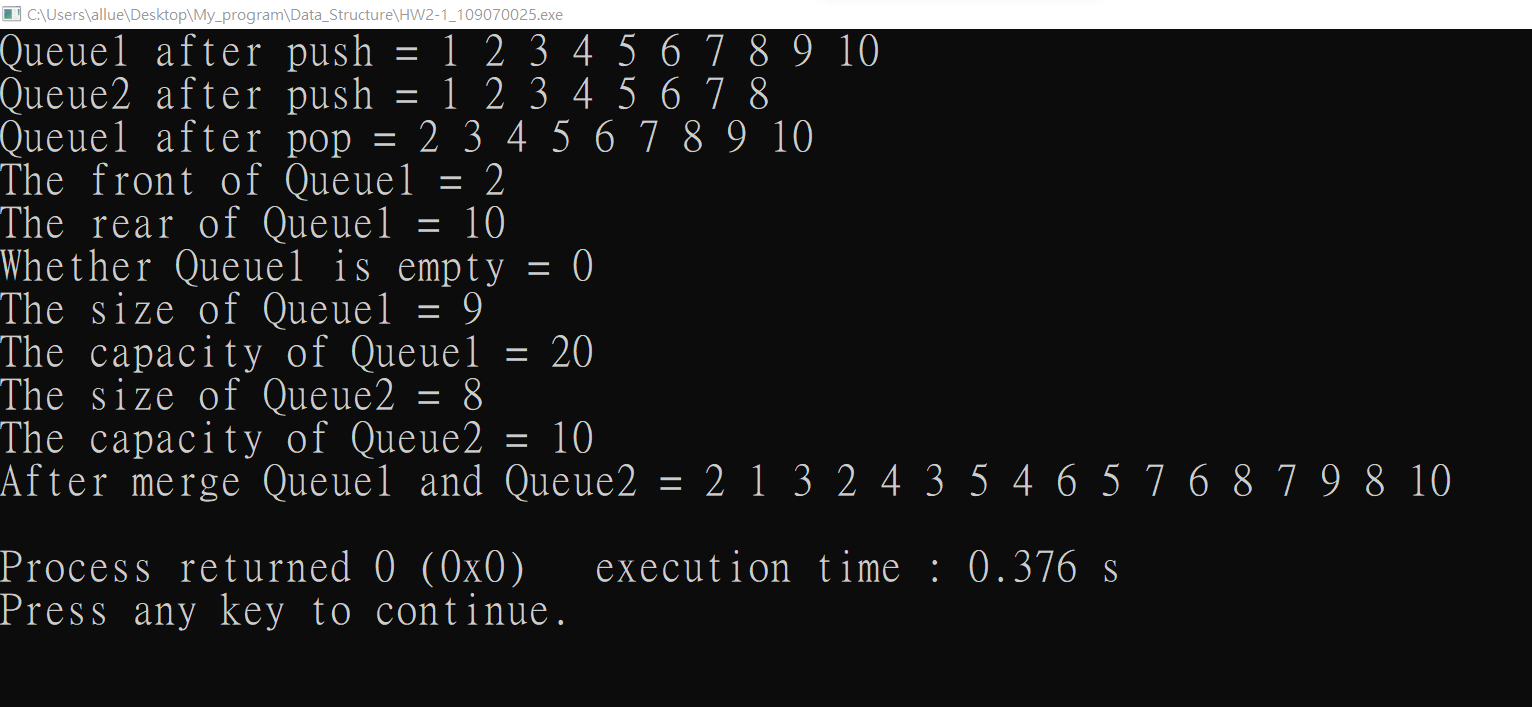 C:\Users\allue\Desktop\My_program\Data_Structure\HW2-1_109070025.exe
Queue1 after push = 1 2 3 4 5 6 7 8 9 10
Queue2 after push = 1 2 3 4 5 6 7 8
Queue1 after pop = 2 3 4 5 6 7 8 9 10
The front of Queue1 = 2
The rear of Queue1 = 10
Whether Queue1 is empty = 0
The size of Queue1 = 9
The capacity of Queue1 = 20
The size of Queue2 = 8
The capacity of Queue2 = 10
After merge Queue1 and Queue2 = 2 1 3 2 4 3 5 4 6 5 7 6 8 7 9 8 10
Process returned 0 (0x0)   execution time : 0.376 s
Press any key to continue.